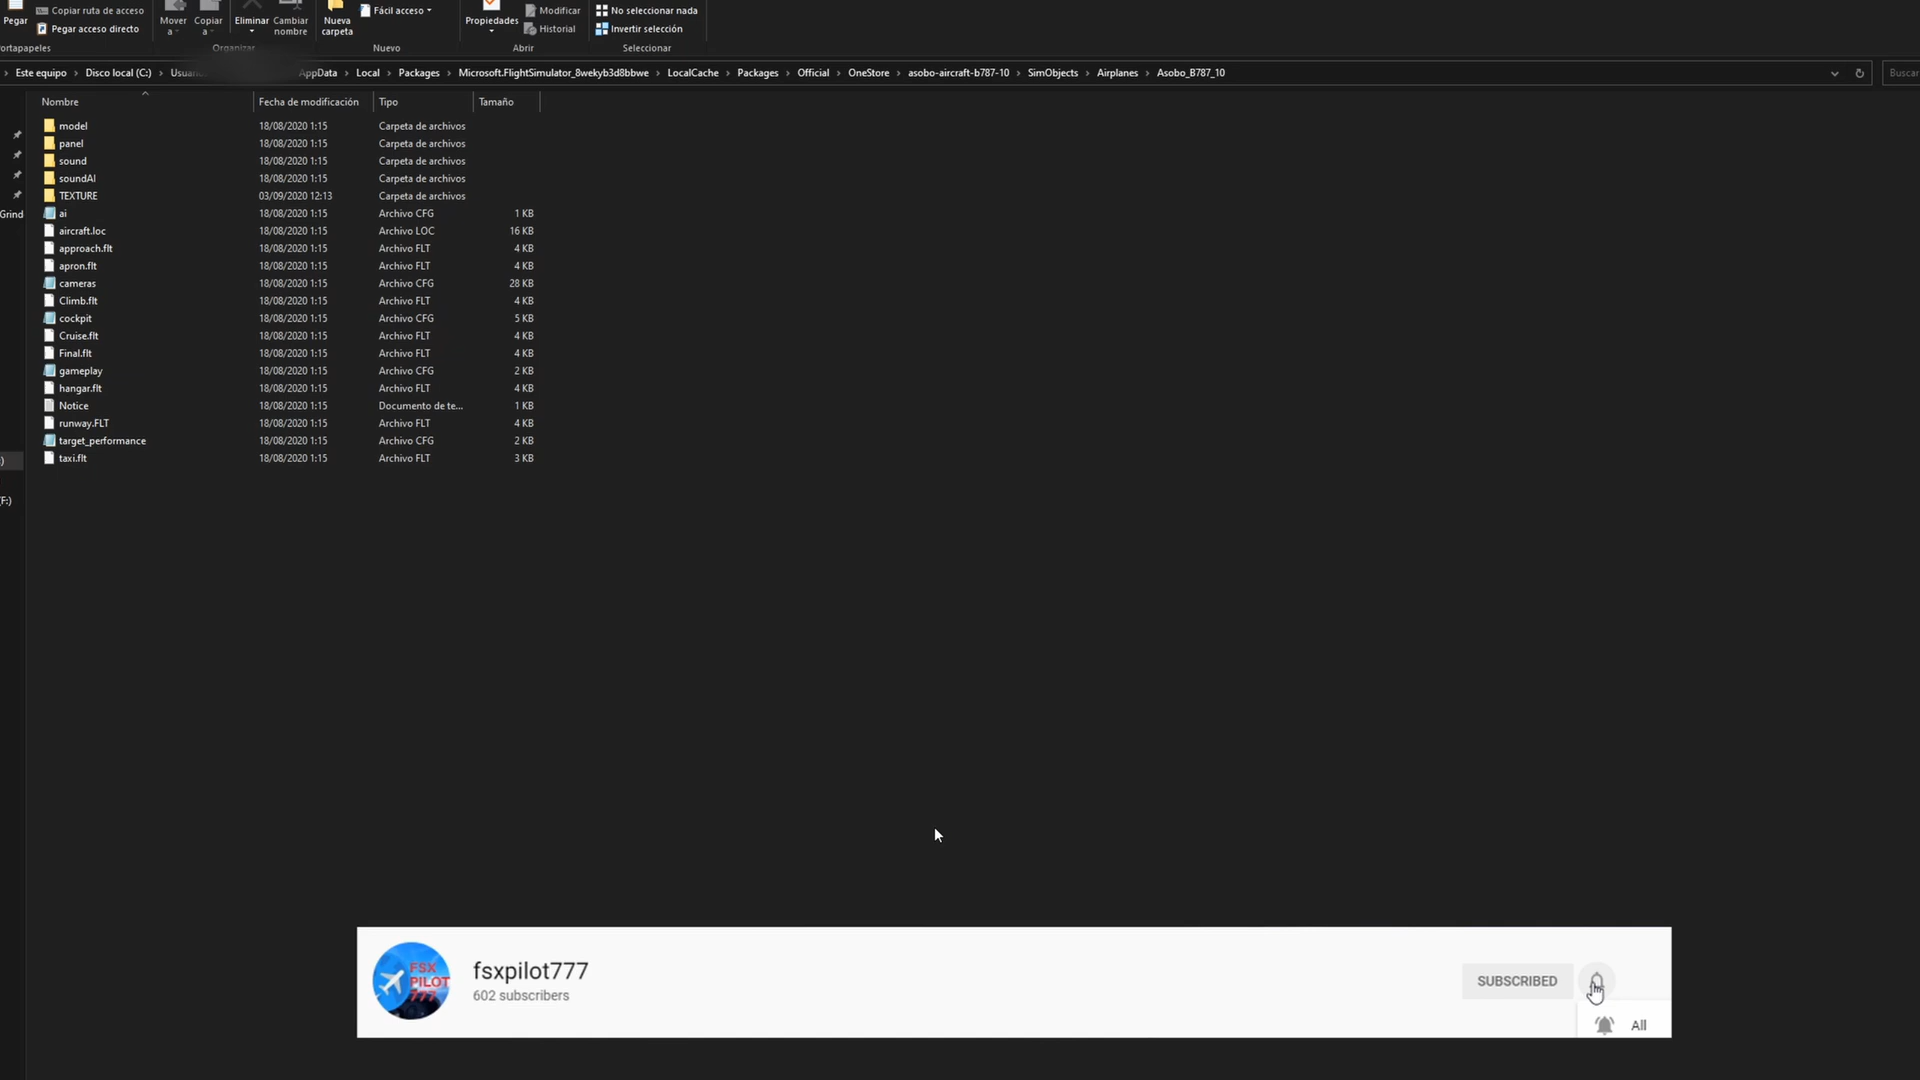 Pegar
Copiar ruta de acceso
Pegar acceso directo
Mover a
Copiar a
Eliminar
Cambiar nombre
Nueva carpeta
Fácil acceso
Propiedades
Modificar
Historial
No seleccionar nada
Invertir selección
Organizar
Nuevo
Abrir
Seleccionar
Este equipo > Disco local (C:) > AppData > Local > Packages > Microsoft.FlightSimulator_8wekyb3d8bbwe > LocalCache > Packages > Official > OneStore > asobo-aircraft-b787-10 > SimObjects > Airplanes > Asobo_B787_10
Nombre Fecha de modificación Tipo Tamaño
model 18/08/2020 1:15 Carpeta de archivos
panel 18/08/2020 1:15 Carpeta de archivos
sound 18/08/2020 1:15 Carpeta de archivos
soundAI 18/08/2020 1:15 Carpeta de archivos
TEXTURE 03/09/2020 12:13 Carpeta de archivos
ai 18/08/2020 1:15 Archivo CFG 1 KB
aircraft.loc 18/08/2020 1:15 Archivo LOC 16 KB
approach.flt 18/08/2020 1:15 Archivo FLT 4 KB
apron.flt 18/08/2020 1:15 Archivo FLT 4 KB
cameras 18/08/2020 1:15 Archivo CFG 28 KB
Climb.flt 18/08/2020 1:15 Archivo FLT 4 KB
cockpit 18/08/2020 1:15 Archivo CFG 5 KB
Cruise.flt 18/08/2020 1:15 Archivo FLT 4 KB
Final.flt 18/08/2020 1:15 Archivo FLT 4 KB
gameplay 18/08/2020 1:15 Archivo CFG 2 KB
hangar.flt 18/08/2020 1:15 Archivo FLT 4 KB
Notice 18/08/2020 1:15 Documento de te... 1 KB
runway.FLT 18/08/2020 1:15 Archivo FLT 4 KB
target_performance 18/08/2020 1:15 Archivo CFG 2 KB
taxi.flt 18/08/2020 1:15 Archivo FLT 3 KB
FSX
PILOT
777
fsxpilot777
602 subscribers
SUBSCRIBED
All